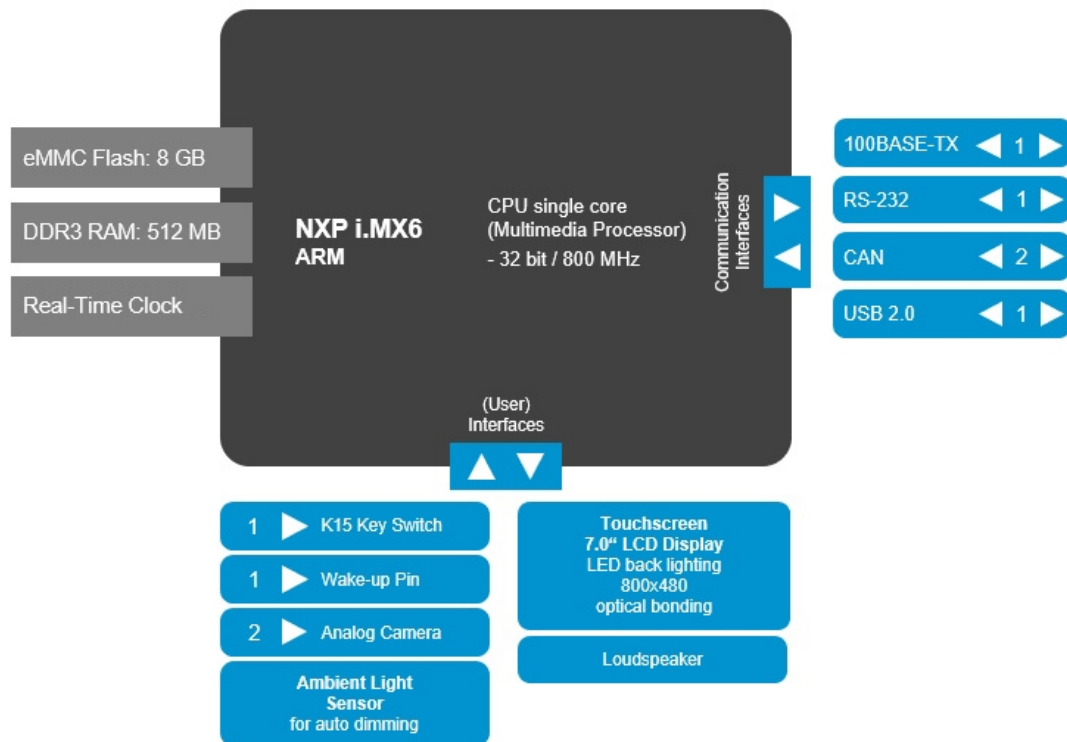 eMMC Flash: 8 GB
DDR3 RAM: 512 MB
Real-Time Clock
NXP i.MX6
ARM
CPU single core
(Multimedia Processor)
- 32 bit / 800 MHz
Communication
Interfaces
100BASE-TX 1
RS-232 1
CAN 2
USB 2.0 1
(User)
Interfaces
1 K15 Key Switch
1 Wake-up Pin
2 Analog Camera
Ambient Light
Sensor
for auto dimming
Touchscreen
7.0“ LCD Display
LED back lighting
800x480
optical bonding
Loudspeaker